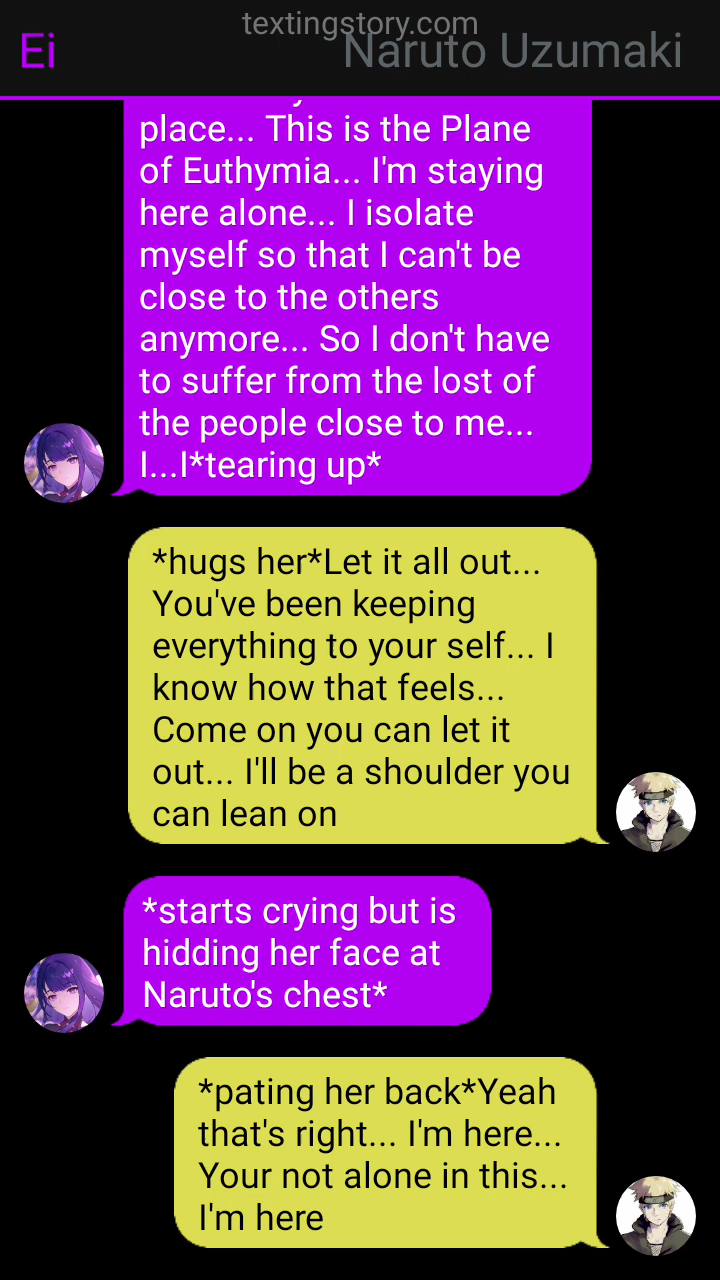 textingstory.com
Ei
Naruto Uzumaki
place... This is the Plane
of Euthymia... I'm staying
here alone... I isolate
myself so that I can't be
close to the others
anymore... So I don't have
to suffer from the lost of
the people close to me...
I...I*tearing up*
*hugs her*Let it all out...
You've been keeping
everything to your self... I
know how that feels...
Come on you can let it
out... I'll be a shoulder you
can lean on
*starts crying but is
hidding her face at
Naruto's chest*
*pating her back*Yeah
that's right... I'm here...
Your not alone in this...
I'm here